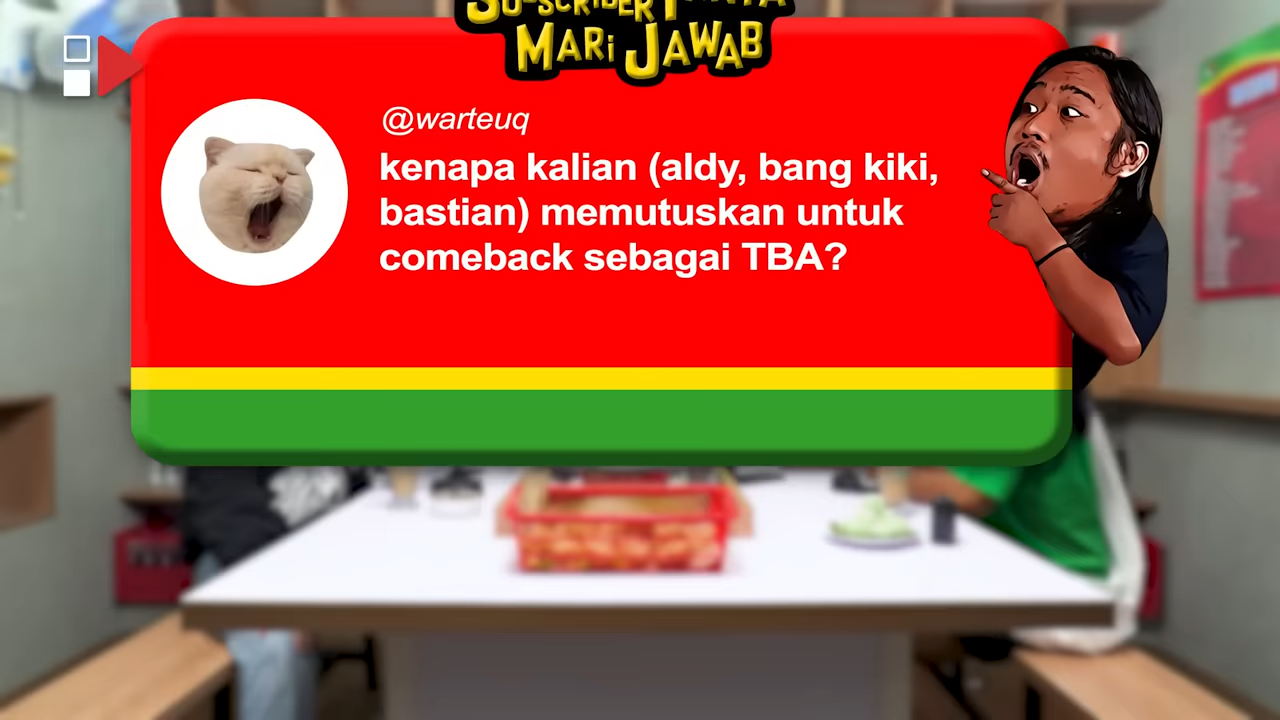 MARI JAWAB
@warteuq
kenapa kalian (aldy, bang kiki,
bastian) memutuskan untuk
comeback sebagai TBA?